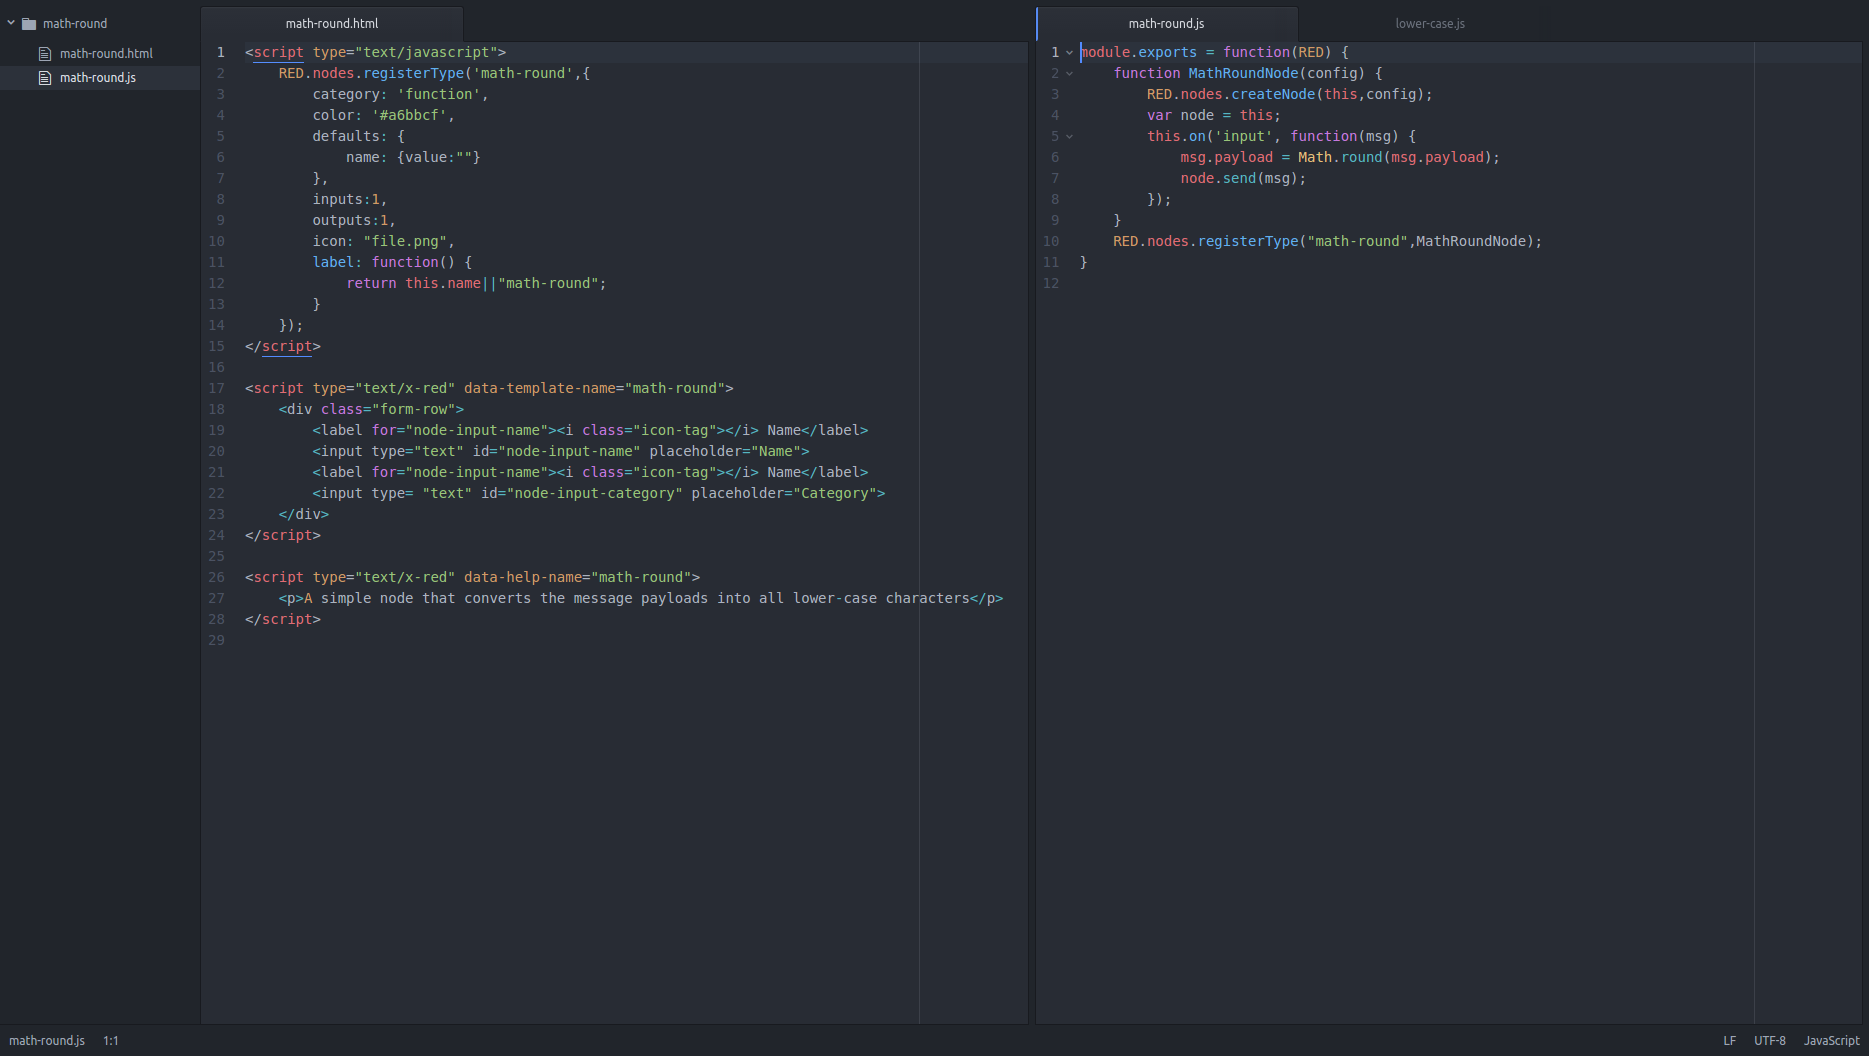 math-round
math-round.html
math-round.js
math-round.html
1 <script type="text/javascript">
2     RED.nodes.registerType('math-round',{
3         category: 'function',
4         color: '#a6bbcf',
5         defaults: {
6             name: {value:""}
7         },
8         inputs:1,
9         outputs:1,
10         icon: "file.png",
11         label: function() {
12             return this.name||"math-round";
13         }
14     });
15 </script>
16
17 <script type="text/x-red" data-template-name="math-round">
18     <div class="form-row">
19         <label for="node-input-name"><i class="icon-tag"></i> Name</label>
20         <input type="text" id="node-input-name" placeholder="Name">
21         <label for="node-input-name"><i class="icon-tag"></i> Name</label>
22         <input type= "text" id="node-input-category" placeholder="Category">
23     </div>
24 </script>
25
26 <script type="text/x-red" data-help-name="math-round">
27     <p>A simple node that converts the message payloads into all lower-case characters</p>
28 </script>
29
math-round.js lower-case.js
1 module.exports = function(RED) {
2     function MathRoundNode(config) {
3         RED.nodes.createNode(this,config);
4         var node = this;
5         this.on('input', function(msg) {
6             msg.payload = Math.round(msg.payload);
7             node.send(msg);
8         });
9     }
10     RED.nodes.registerType("math-round",MathRoundNode);
11 }
12
math-round.js 1:1 LF UTF-8 JavaScript